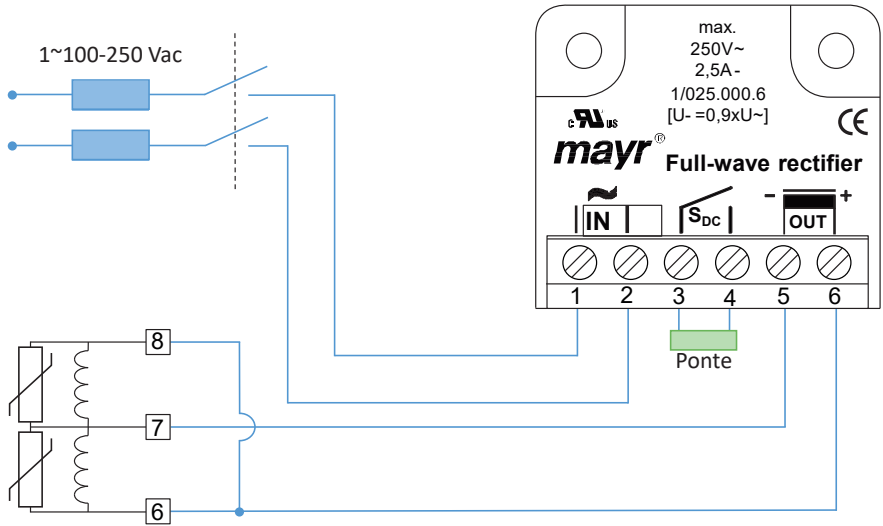 1~100-250 Vac
max.
250V~
2,5A-
1/025.000.6
[U- =0,9xU~]
c RU us
CE
mayr®
Full-wave rectifier
~
- +
IN
SDC
OUT
1 2 3 4 5 6
Ponte
8
7
6